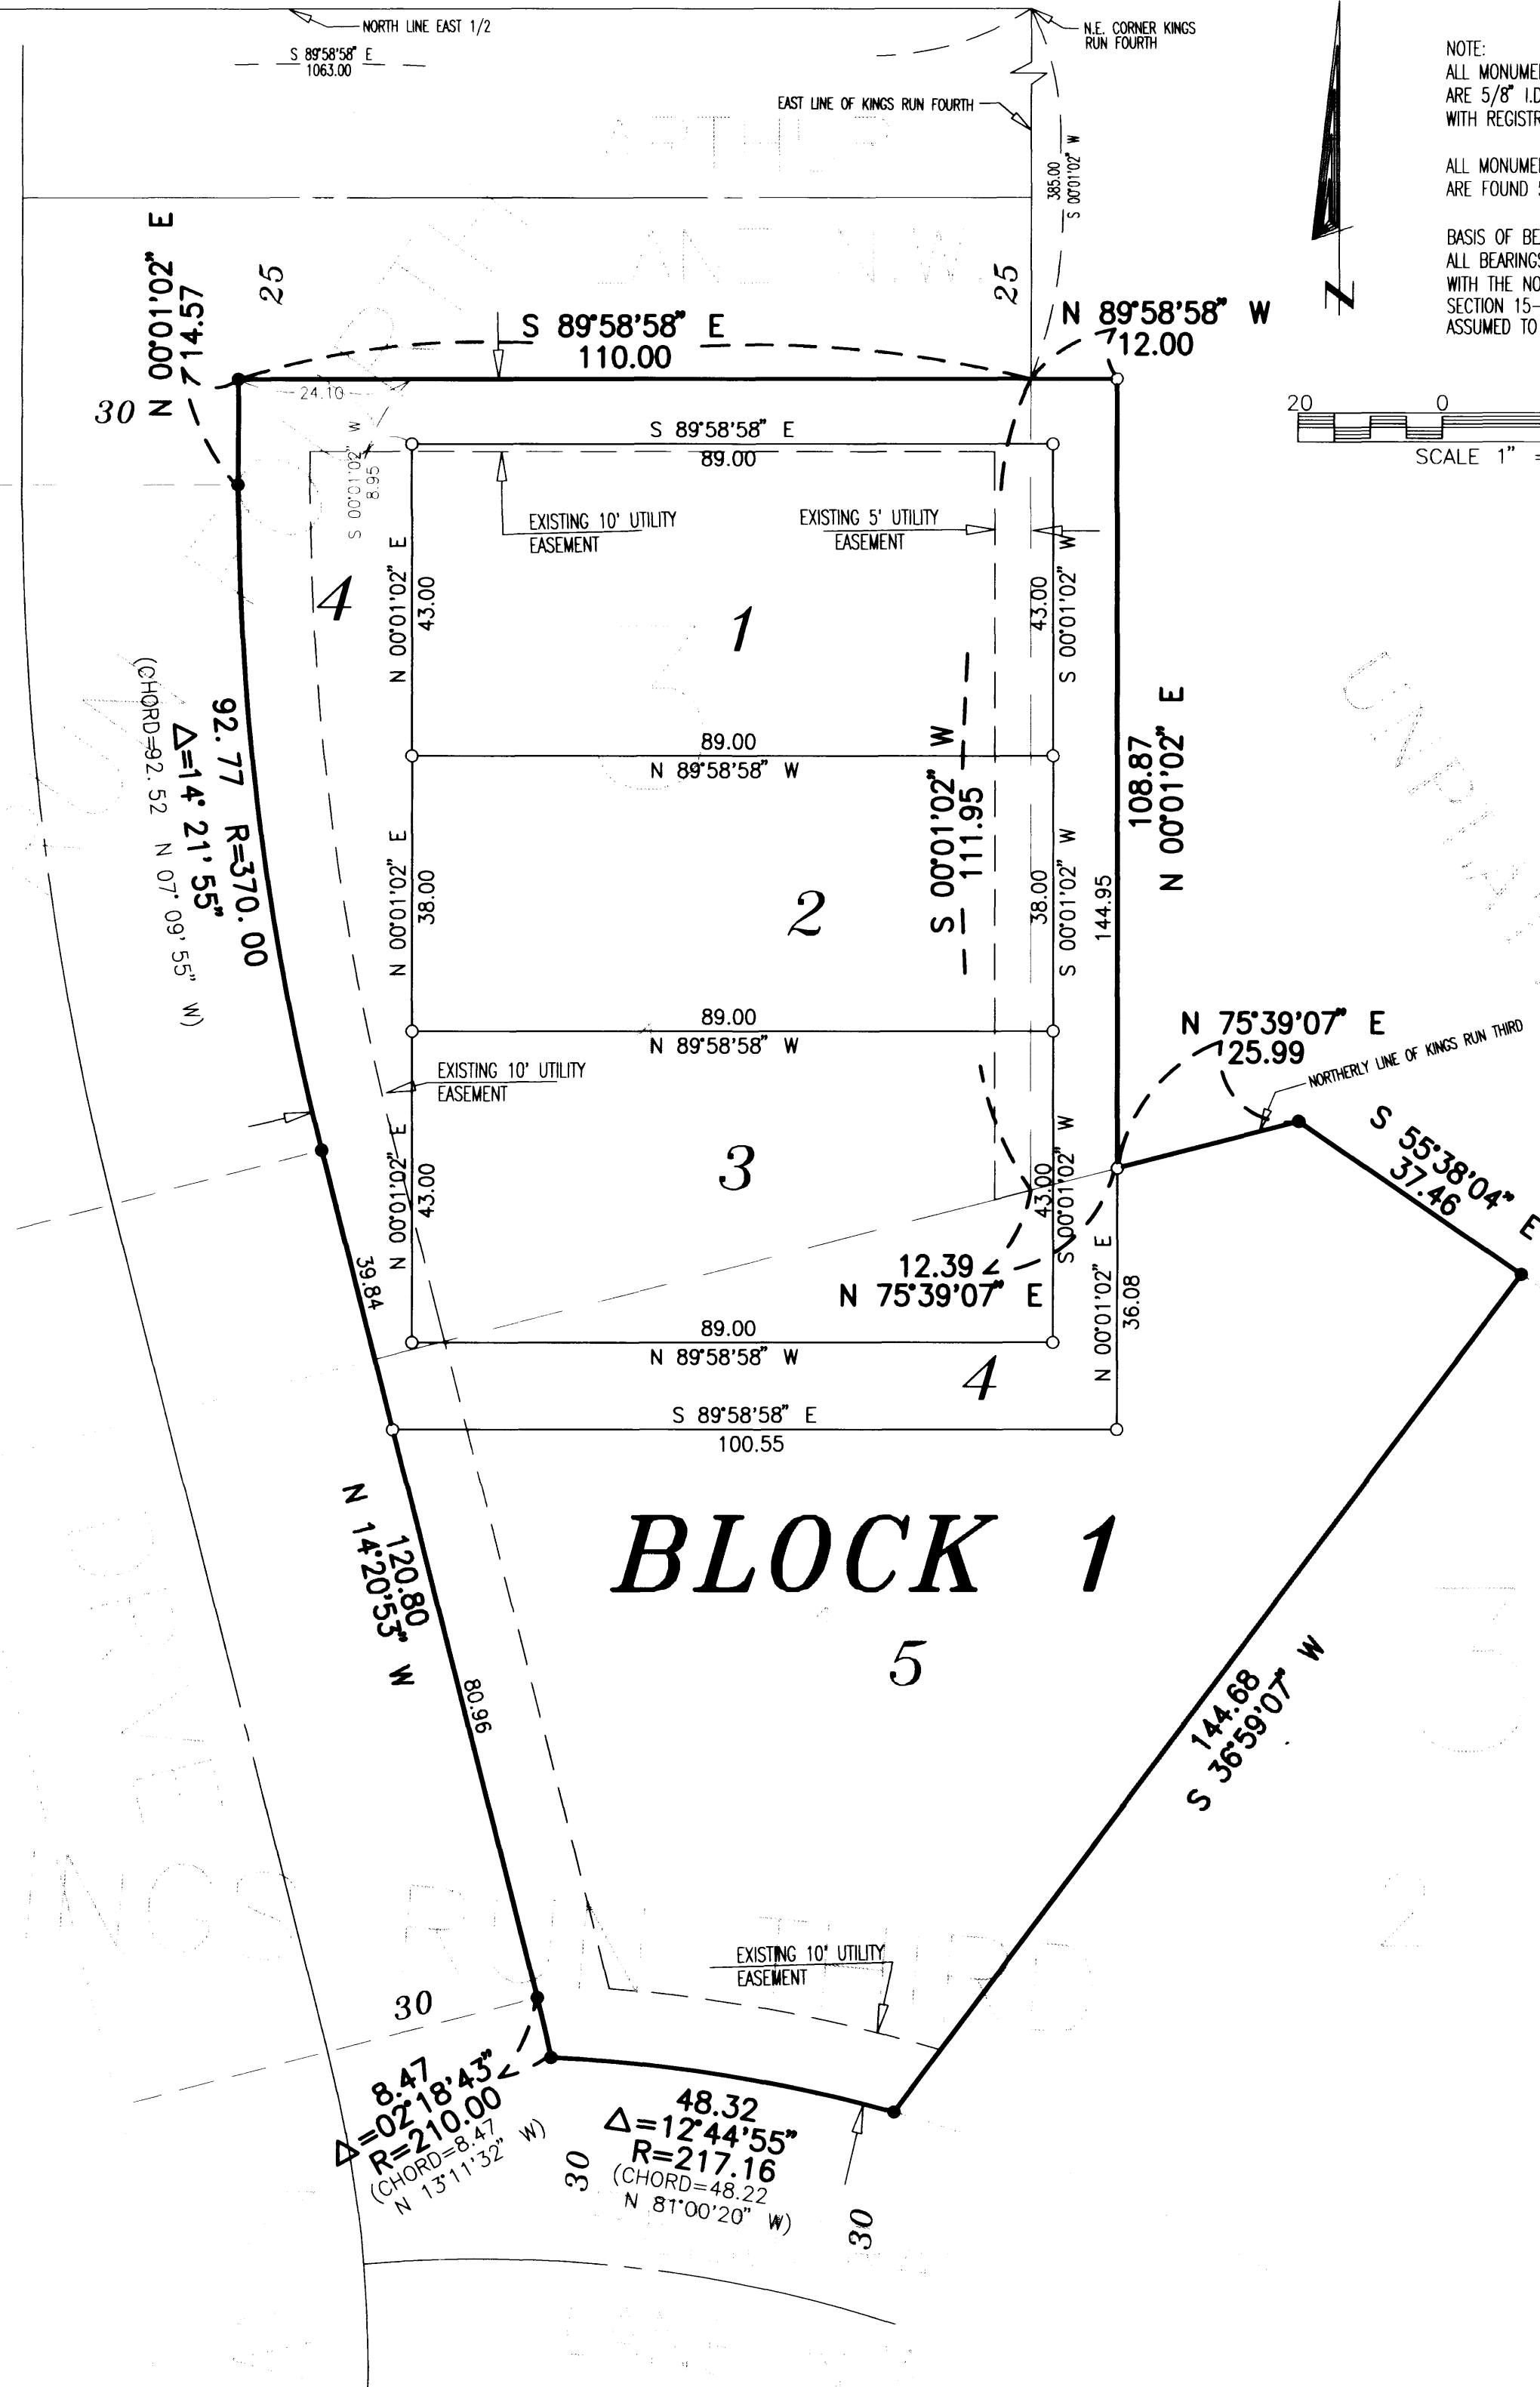 NORTH LINE EAST 1/2
S 89°58'58" E
1063.00
N.E. CORNER KINGS
RUN FOURTH
EAST LINE OF KINGS RUN FOURTH
385.00
S 00°01'02" W
NOTE:
ALL
ARE 5/8"
WITH
ALL
ARE FOUND
BASIS OF
ALL
WITH THE
SECTION 15-
ASSUMED TO
N
20 0
SCALE 1" =
N 00°01'02" E
14.57
25
25
30
S 89°58'58" E
110.00
N 89°58'58" W
12.00
24.10
S 00°01'02" W
8.95
S 89°58'58" E
89.00
EXISTING 10' UTILITY
EASEMENT
EXISTING 5' UTILITY
EASEMENT
4
N 00°01'02" E
43.00
1
43.00
S 00°01'02" W
89.00
N 89°58'58" W
92.77 R=370.00
Δ=14°21'55"
(CHORD=92.52 N 07°09'55" W)
N 00°01'02" E
38.00
2
S 00°01'02" W
111.95
38.00
S 00°01'02" W
144.95
108.87
N 00°01'02" E
89.00
N 89°58'58" W
EXISTING 10' UTILITY
EASEMENT
N 75°39'07" E
25.99
NORTHERLY LINE OF KINGS RUN THIRD
S 55°38'04" E
37.46
N 00°01'02" E
43.00
3
43.00
S 00°01'02" W
12.39
N 75°39'07" E
N 00°01'02" E
36.08
39.84
89.00
N 89°58'58" W
4
S 89°58'58" E
100.55
BLOCK 1
5
120.80
N 14°20'53" W
80.96
144.68
S 36°59'07" W
UNPLA
RUN FOURTH
ARTHUR
LANE N.W.
3
DRIVE
KINGS RUN THIRD
3
2
EXISTING 10' UTILITY
EASEMENT
30
8.47
Δ=02°18'43"
R=210.00
(CHORD=8.47
N 13°11'32" W)
30
48.32
Δ=12°44'55"
R=217.16
(CHORD=48.22
N 81°00'20" W)
30